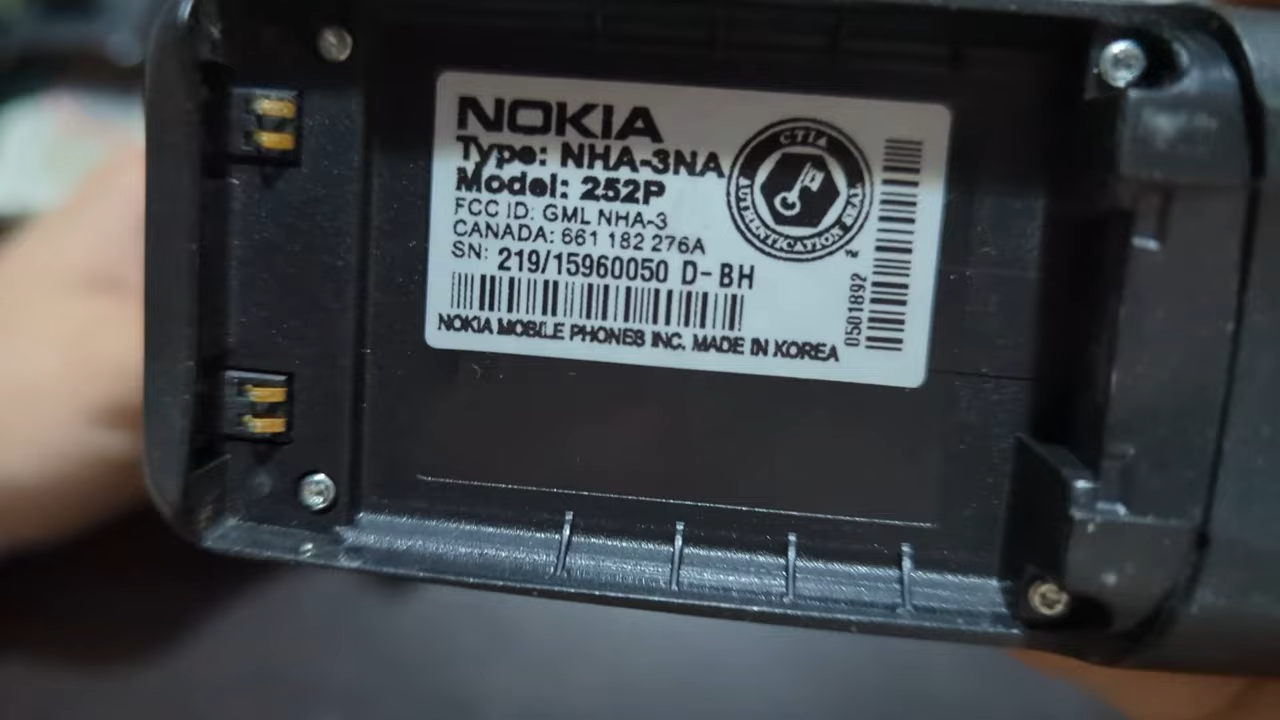 NOKIA
Type: NHA-3NA
Model: 252P
FCC ID: GML NHA-3
CANADA: 661 182 276A
SN: 219/15960050 D-BH
NOKIA MOBILE PHONES INC. MADE IN KOREA
CTIA
AUTHENTICATION SEAL
TM
0501892